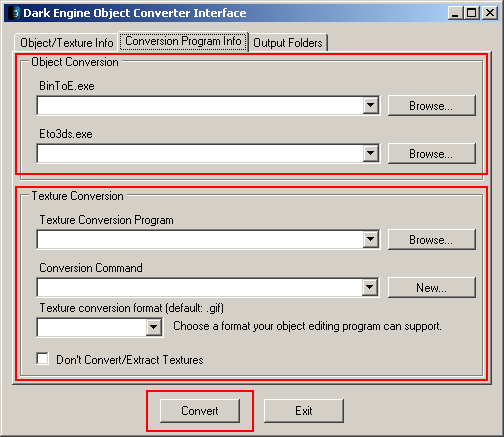 Dark Engine Object Converter Interface
Object/Texture Info Conversion Program Info Output Folders
Object Conversion
BinToE.exe
Browse...
Eto3ds.exe
Browse...
Texture Conversion
Texture Conversion Program
Browse...
Conversion Command
New...
Texture conversion format (default: .gif)
Choose a format your object editing program can support.
Don't Convert/Extract Textures
Convert Exit